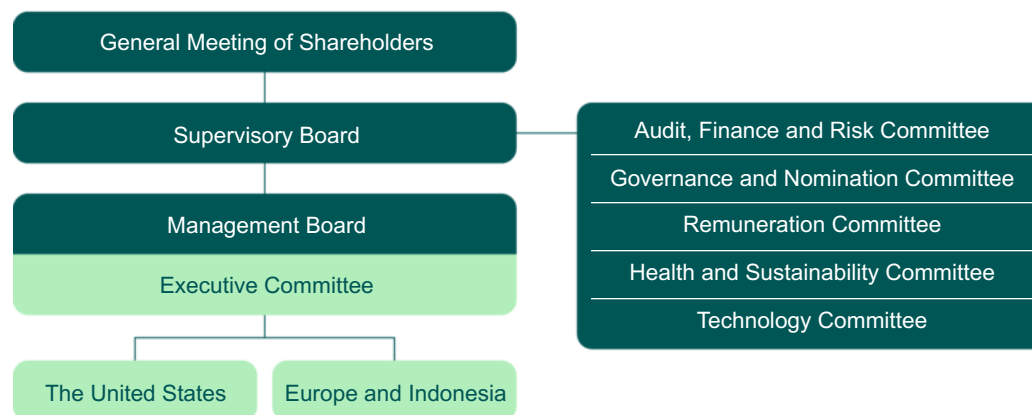 General Meeting of Shareholders
Supervisory Board
Audit, Finance and Risk Committee
Governance and Nomination Committee
Remuneration Committee
Health and Sustainability Committee
Technology Committee
Management Board
Executive Committee
The United States
Europe and Indonesia